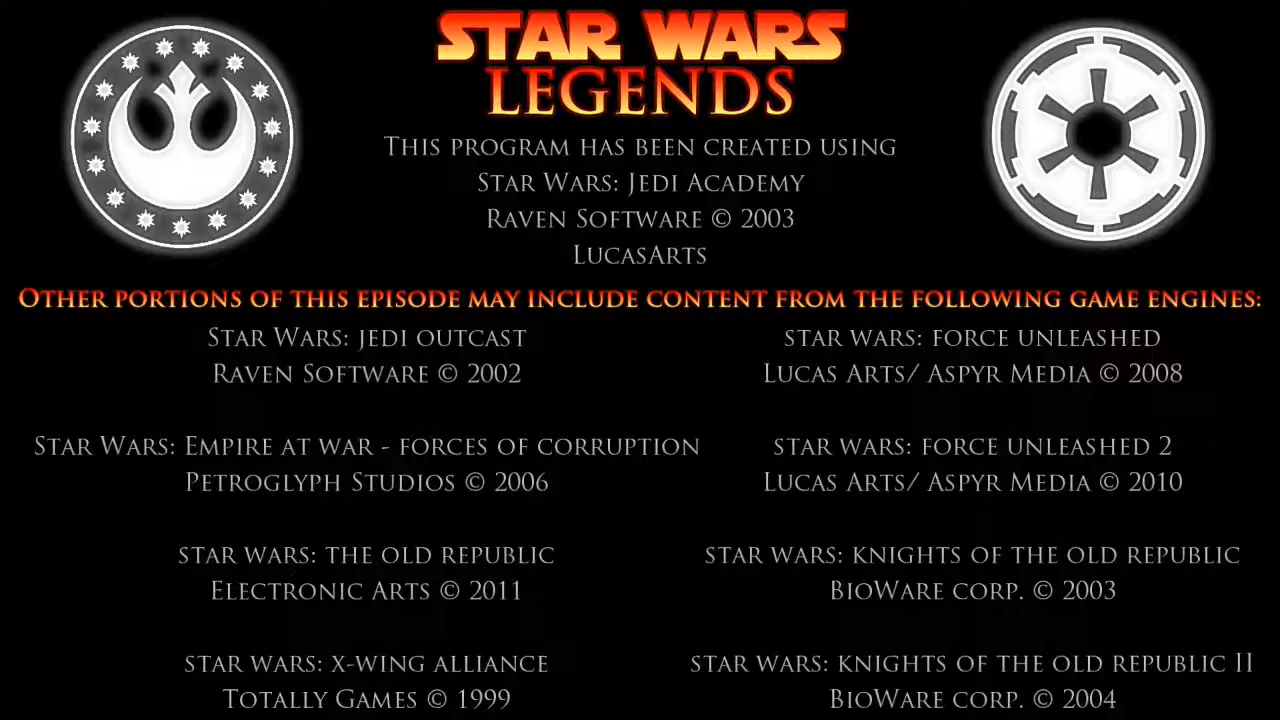 STAR WARS
LEGENDS
This program has been created using
Star Wars: Jedi Academy
Raven Software © 2003
LucasArts
Other portions of this episode may include content from the following game engines:
Star Wars: jedi outcast
Raven Software © 2002
Star Wars: Empire at war - forces of corruption
Petroglyph Studios © 2006
star wars: the old republic
Electronic Arts © 2011
star wars: x-wing alliance
Totally Games © 1999
star wars: force unleashed
Lucas Arts/ Aspyr Media © 2008
star wars: force unleashed 2
Lucas Arts/ Aspyr Media © 2010
star wars: knights of the old republic
BioWare corp. © 2003
star wars: knights of the old republic II
BioWare corp. © 2004